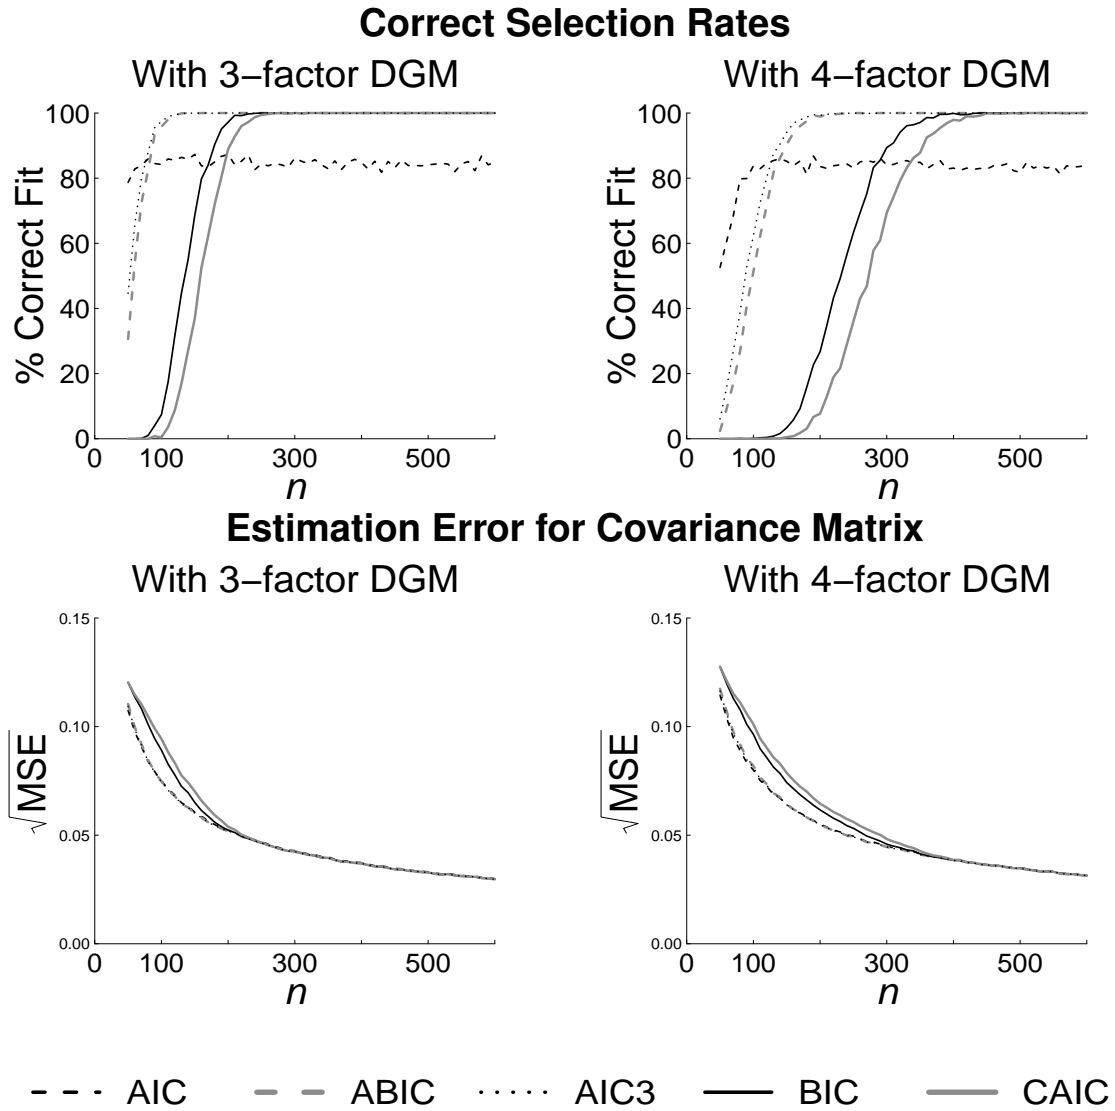 Correct Selection Rates
With 3−factor DGM
With 4−factor DGM
% Correct Fit
100
80
60
40
20
0
0 100 300 500
n
% Correct Fit
100
80
60
40
20
0
0 100 300 500
n
Estimation Error for Covariance Matrix
With 3−factor DGM
With 4−factor DGM
√MSE
0.15
0.10
0.05
0.00
0 100 300 500
n
√MSE
0.15
0.10
0.05
0.00
0 100 300 500
n
AIC ABIC AIC3 BIC CAIC